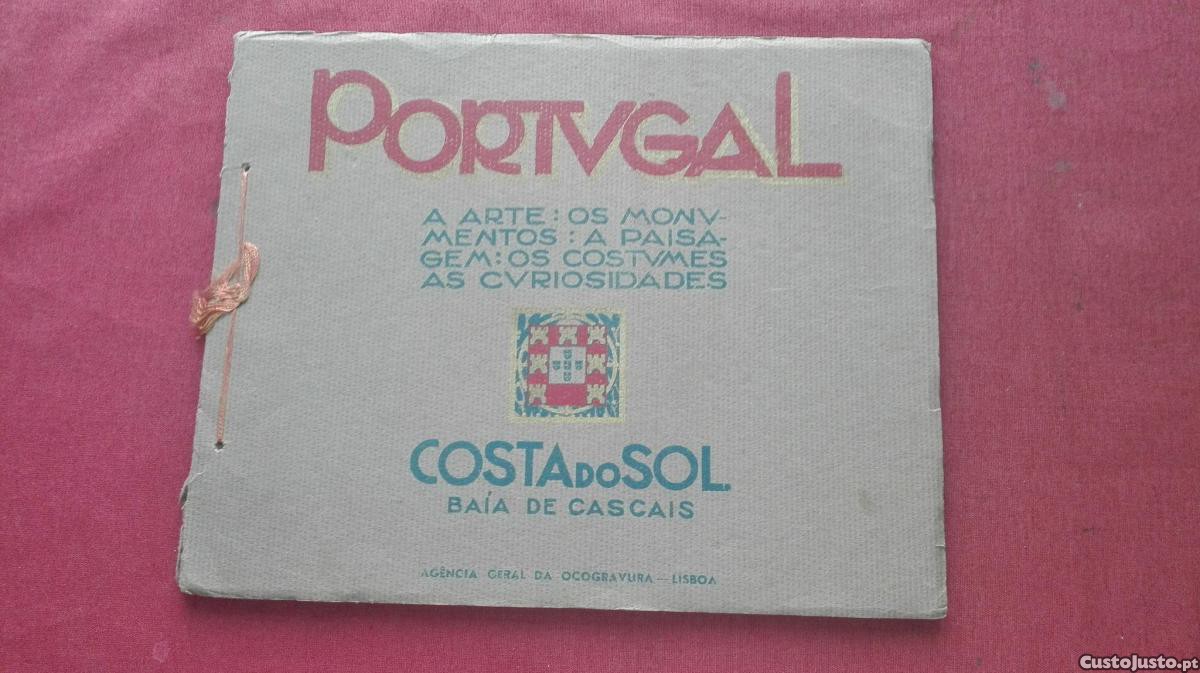 PORTVGAL
A ARTE : OS MONV-
MENTOS : A PAISA-
GEM : OS COSTVMES
AS CVRIOSIDADES
COSTA DO SOL.
BAÍA DE CASCAIS
AGÊNCIA GERAL DA OCOGRAVURA — LISBOA
CustoJusto.pt